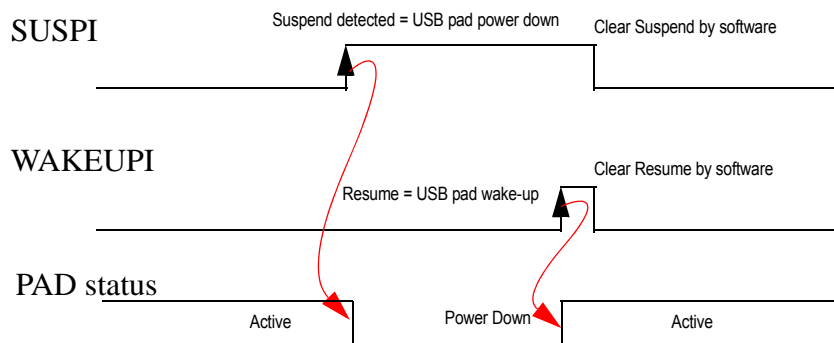 SUSPI
Suspend detected = USB pad power down
Clear Suspend by software
WAKEUPI
Resume = USB pad wake-up
Clear Resume by software
PAD status
Active
Power Down
Active